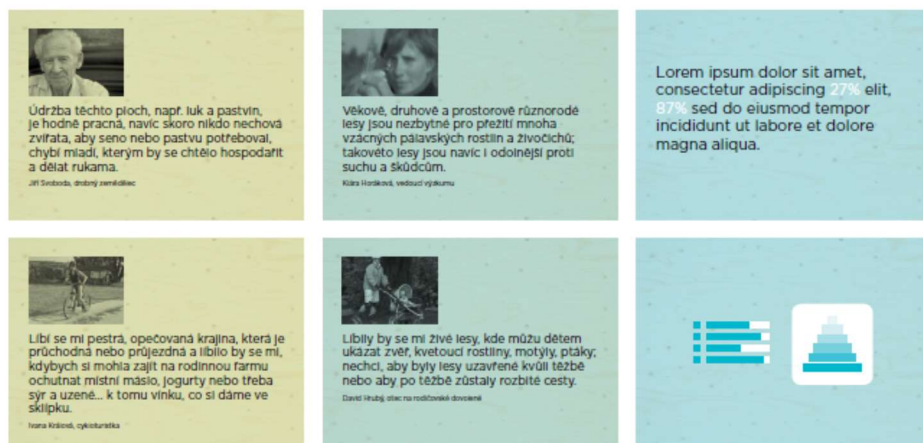 Údržba těchto ploch, např. luk a pastvin,
je hodně pracná, navíc skoro nikdo nechová
zvířata, aby seno nebo pastvu potřeboval,
chybí mladí, kterým by se chtělo hospodařit
a dělat rukama.
Jiří Svoboda, drobný zemědělec
Věkově, druhově a prostorově různorodé
lesy jsou nezbytné pro přežití mnoha
vzácných pálavských rostlin a živočichů;
takovéto lesy jsou navíc i odolnější proti
suchu a škůdcům.
Klára Horáková, vedoucí výzkumu
Lorem ipsum dolor sit amet,
consectetur adipiscing 27% elit,
87% sed do eiusmod tempor
incididunt ut labore et dolore
magna aliqua.
Líbí se mi pestrá, opečovaná krajina, která je
průchodná nebo průjezdná a líbilo by se mi,
kdybych si mohla zajít na rodinnou farmu
ochutnat místní máslo, jogurty nebo třeba
sýr a uzené... k tomu vínku, co si dáme ve
sklípku.
Ivana Králová, cykloturistka
Líbily by se mi živé lesy, kde můžu dětem
ukázat zvěř, kvetoucí rostliny, motýly, ptáky;
nechci, aby byly lesy uzavřené kvůli těžbě
nebo aby po těžbě zůstaly rozbité cesty.
David Hrubý, otec na rodičovské dovolené